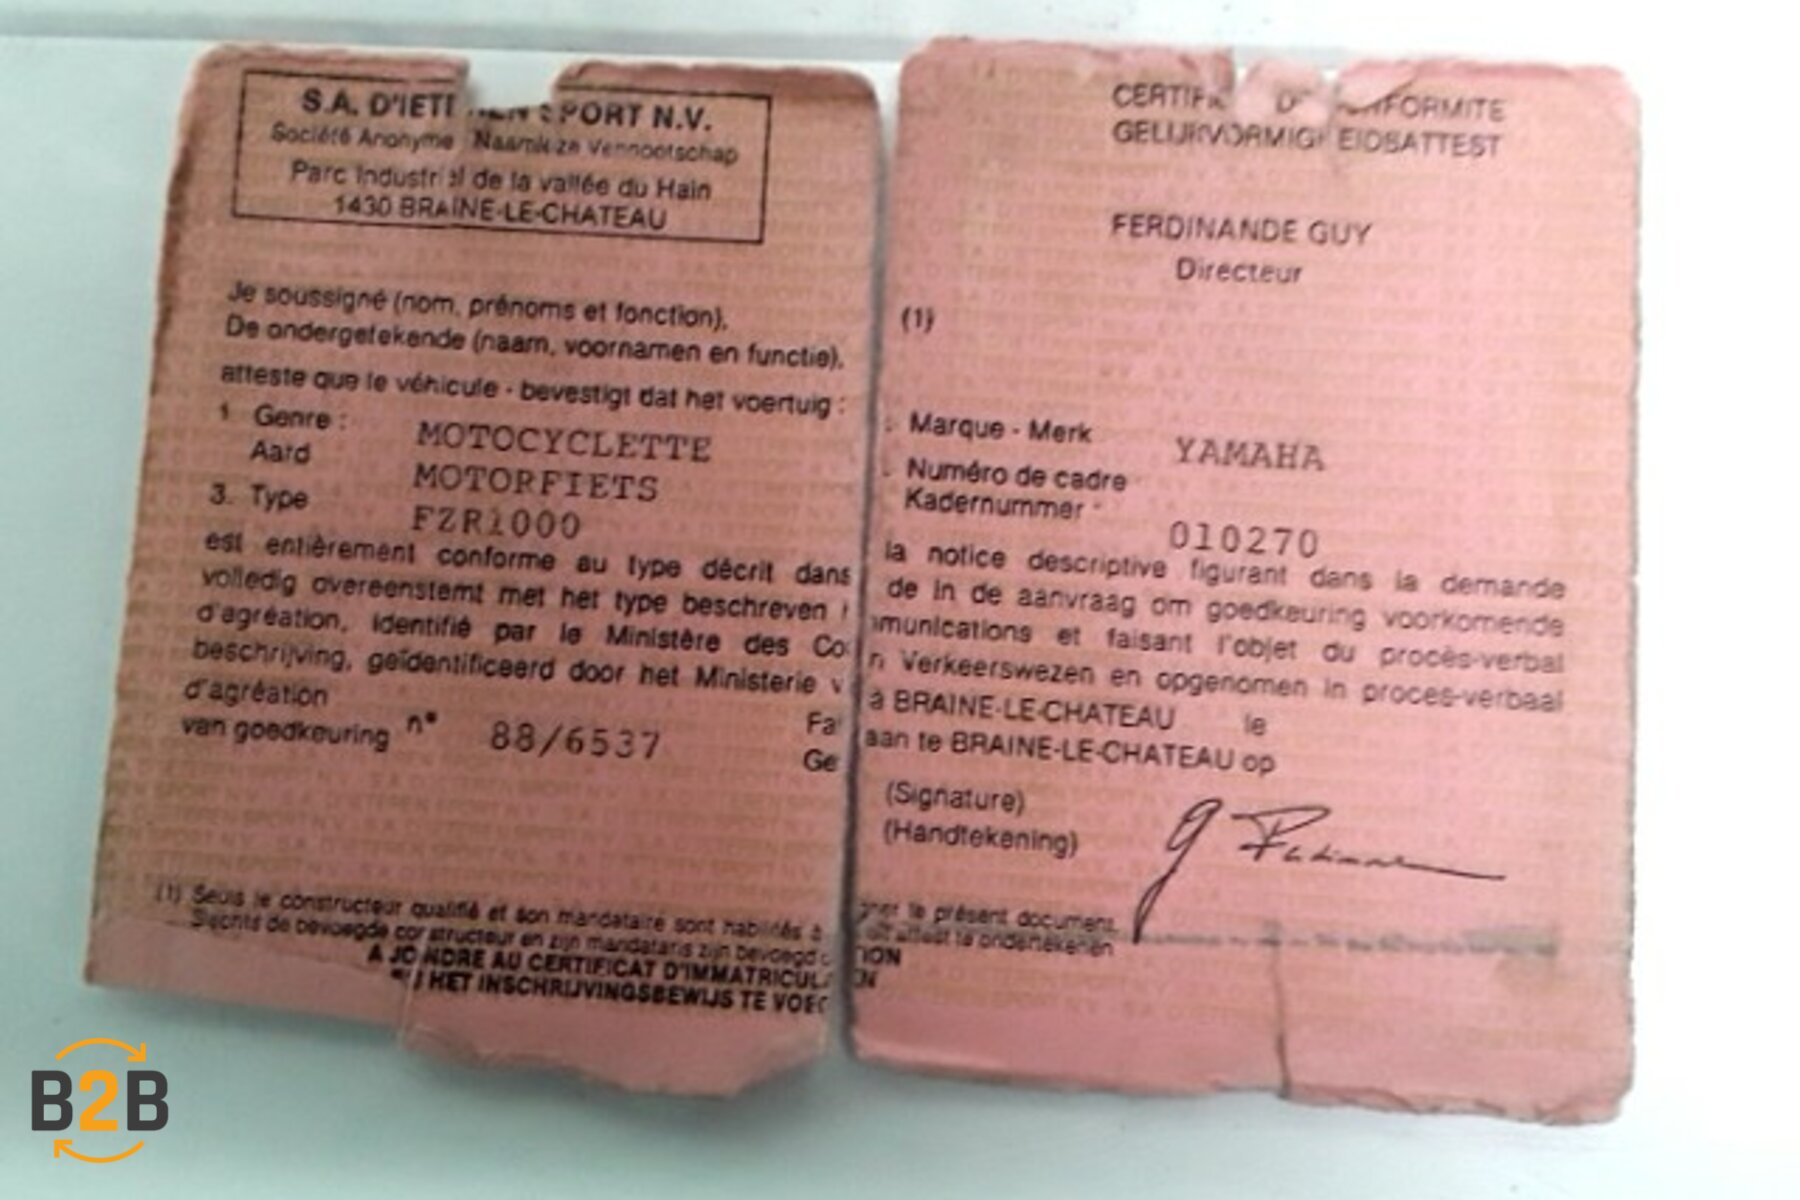 S.A. D'IETEREN SPORT N.V.
Société Anonyme Naamloze Vennootschap
Parc Industriel de la vallée du Hain
1430 BRAINE-LE-CHATEAU
Je soussigné (nom, prénoms et fonction),
De ondergetekende (naam, voornamen en functie),
atteste que le véhicule - bevestigt dat het voertuig :
1 Genre : MOTOCYCLETTE
Aard MOTORFIETS
3. Type FZR1000
est entièrement conforme au type décrit dans
volledig overeenstemt met het type beschreven
d'agréation, identifié par le Ministère des Co
beschrijving, geïdentificeerd door het Ministerie v
d'agréation
van goedkeuring n° 88/6537
Fa
Ge
(1) Seuls le constructeur qualifié et son mandataire sont habilités à
Slechts de bevoegde constructeur en zijn mandataris zijn bevoegd
A JOINDRE AU CERTIFICAT D'IMMATRICULATION
HET INSCHRIJVINGSBEWIJS TE VOEGEN
CERTIFICAT DE CONFORMITE
GELIJKVORMIGHEIDSATTEST
FERDINANDE GUY
Directeur
(1)
Marque - Merk YAMAHA
Numéro de cadre
Kadernummer 010270
la notice descriptive figurant dans la demande
de in de aanvraag om goedkeuring voorkomende
mmunications et faisant l'objet du procès-verbal
n Verkeerswezen en opgenomen in proces-verbaal
à BRAINE-LE-CHATEAU le
aan te BRAINE-LE-CHATEAU op
(Signature)
(Handtekening)
gner le présent document.
attest te ondertekenen
B2B